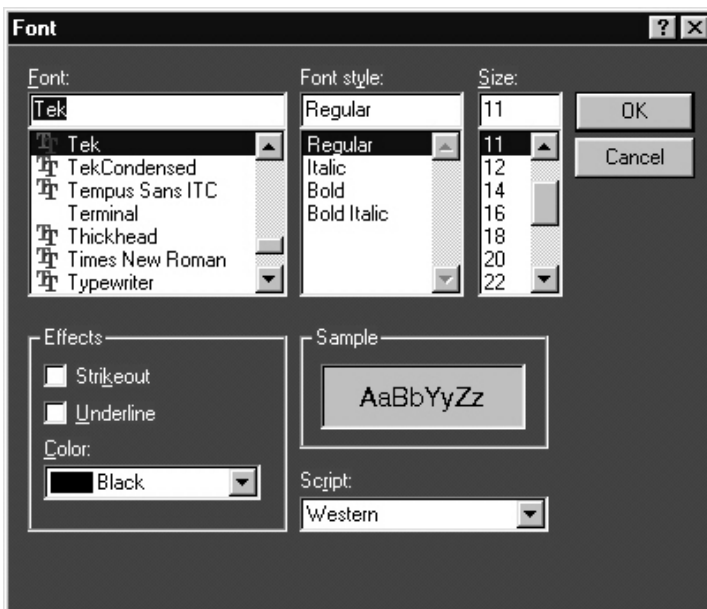 Font
? X
Font: Font style: Size:
Tek Regular 11
OK
Tek
TekCondensed
Tempus Sans ITC
Terminal
Thickhead
Times New Roman
Typewriter
Regular
Italic
Bold
Bold Italic
11
12
14
16
18
20
22
Cancel
Effects
Strikeout
Underline
Color:
Black
Sample
AaBbYyZz
Script:
Western